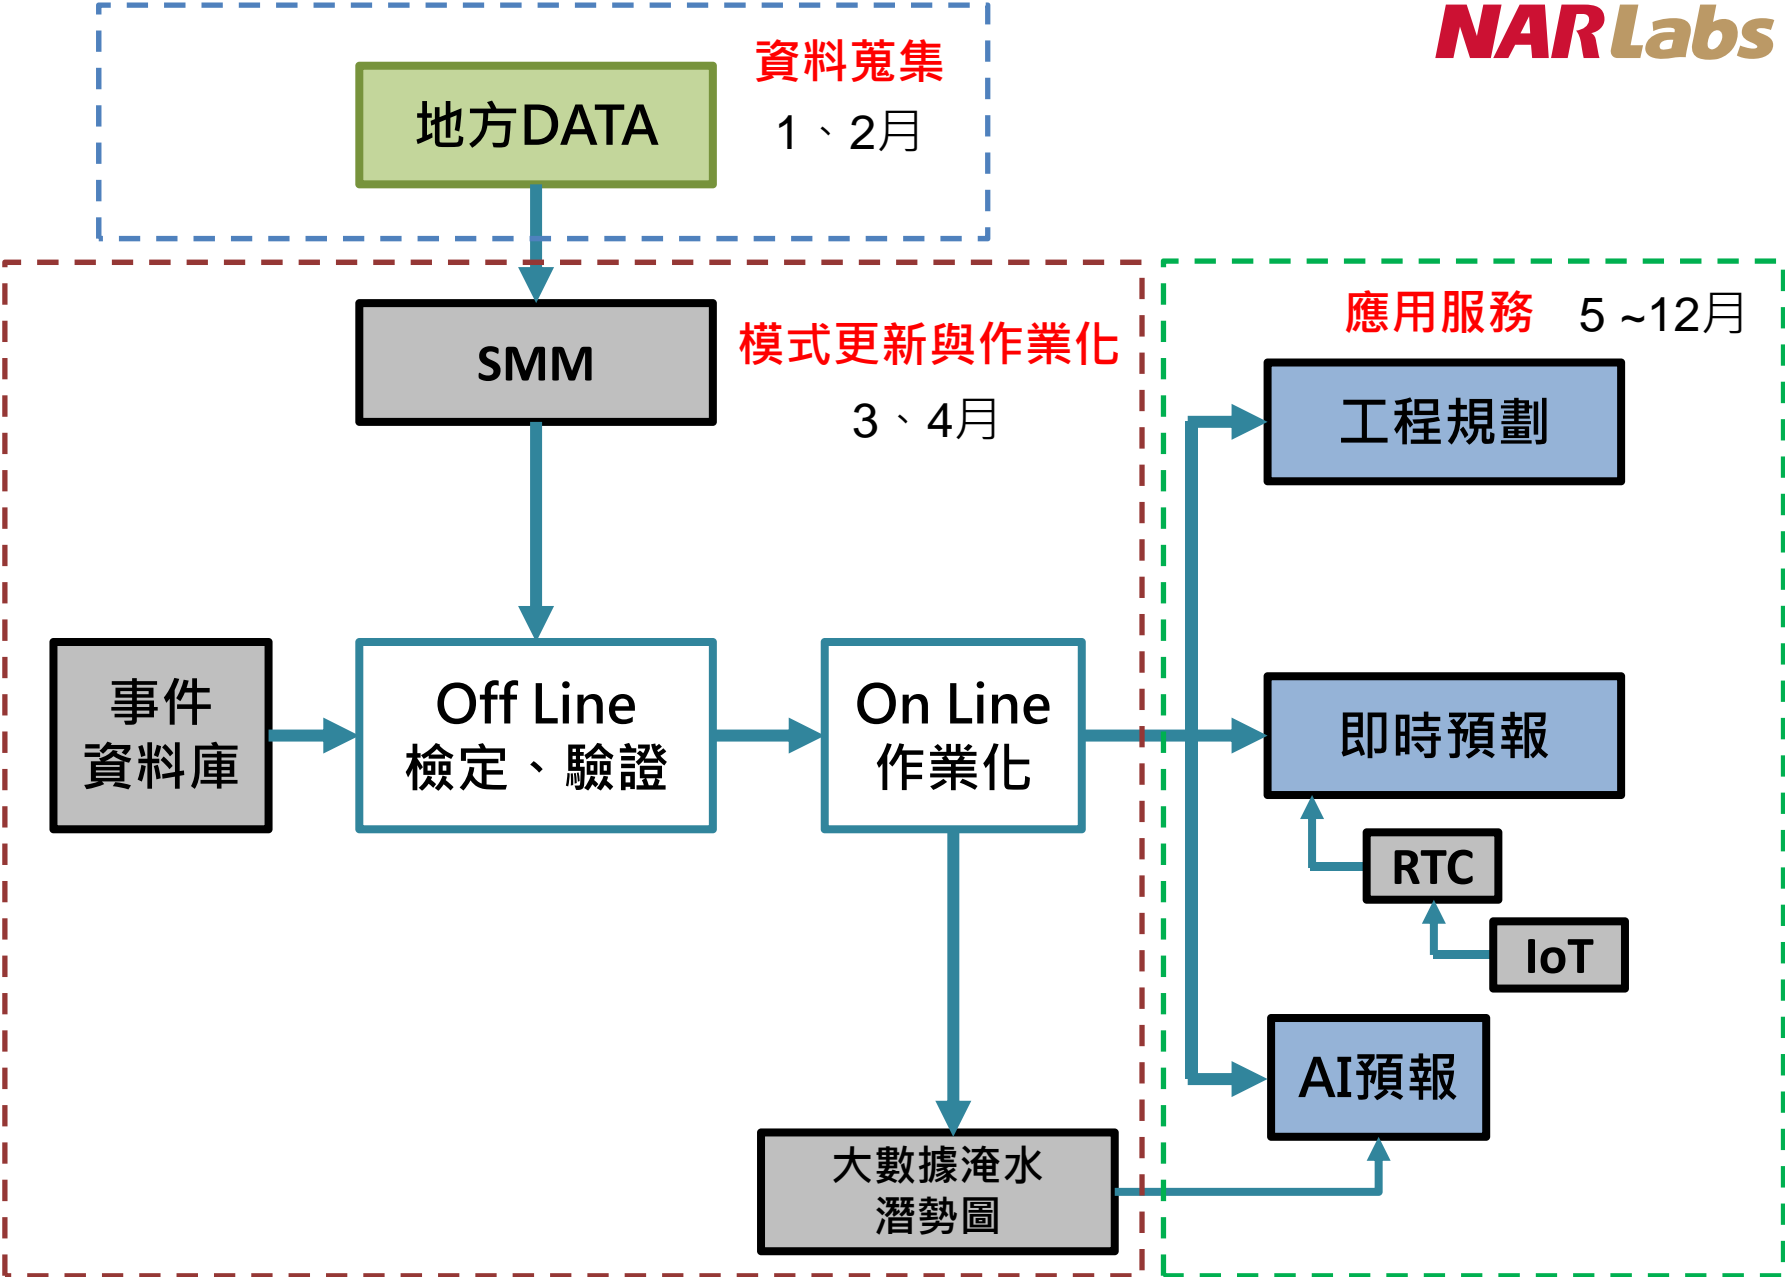 NARLabs
資料蒐集
地方DATA
1、2月
SMM
模式更新與作業化
3、4月
應用服務 5 ~12月
工程規劃
事件
資料庫
Off Line
檢定、驗證
On Line
作業化
即時預報
RTC
IoT
AI預報
大數據淹水
潛勢圖